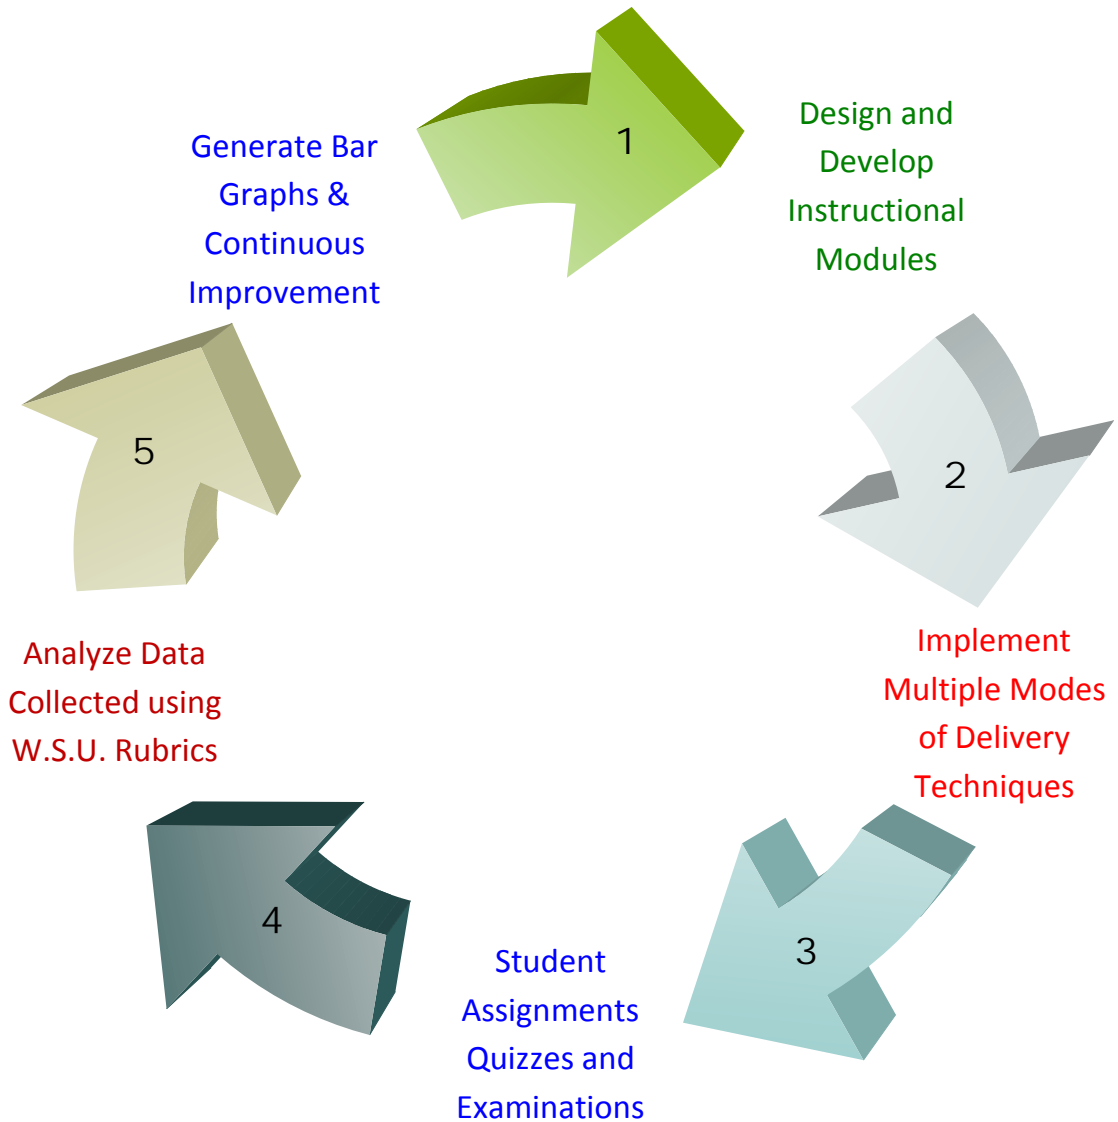 1
Design and
Develop
Instructional
Modules
2
Implement
Multiple Modes
of Delivery
Techniques
3
Student
Assignments
Quizzes and
Examinations
4
Analyze Data
Collected using
W.S.U. Rubrics
5
Generate Bar
Graphs &
Continuous
Improvement